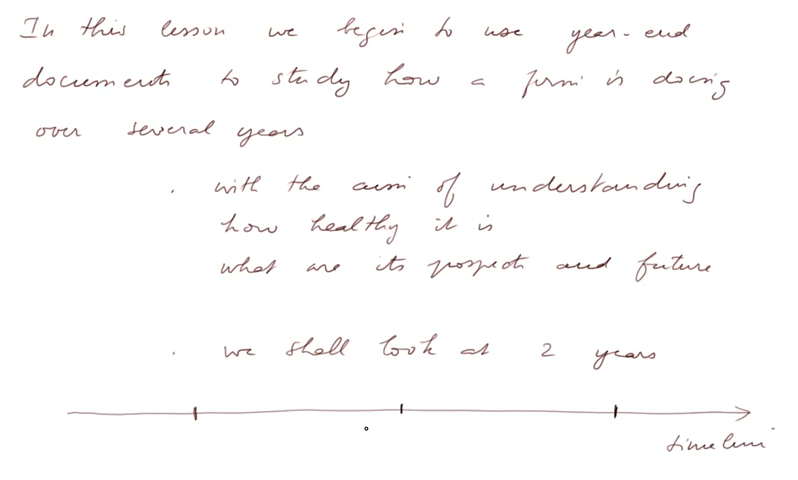 In this lesson we begin to use year-end
documents to study how a firm is doing
over several years
. with the aim of understanding
how healthy it is
what are its prospects and future
. we shall look at 2 years
timeline